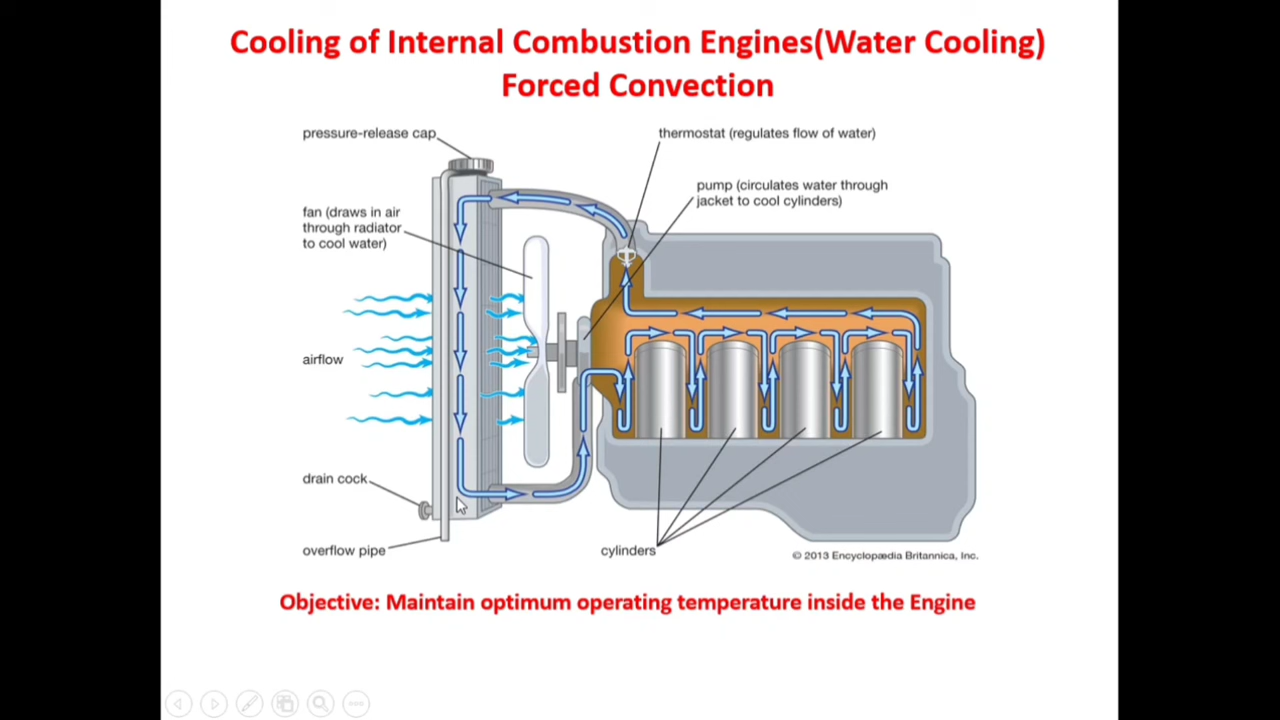 Cooling of Internal Combustion Engines(Water Cooling)
Forced Convection
pressure-release cap
thermostat (regulates flow of water)
pump (circulates water through
jacket to cool cylinders)
fan (draws in air
through radiator
to cool water)
airflow
drain cock
overflow pipe
cylinders
© 2013 Encyclopædia Britannica, Inc.
Objective: Maintain optimum operating temperature inside the Engine